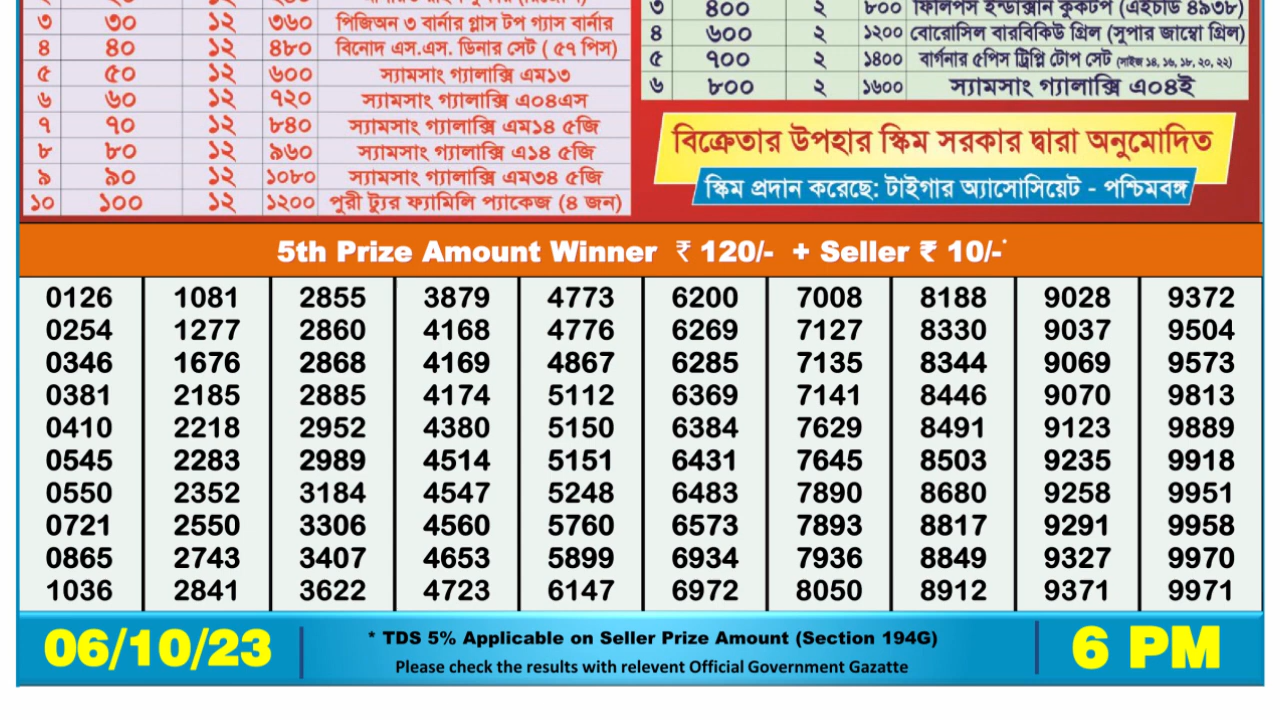 ৩ ৩০ ১২ ৩৬০ পিজিঅন ৩ বার্নার গ্লাস টপ গ্যাস বার্নার
৪ ৪০ ১২ ৪৮০ বিনোদ এস.এস. ডিনার সেট ( ৫৭ পিস)
৫ ৫০ ১২ ৬০০ স্যামসাং গ্যালাক্সি এম১৩
৬ ৬০ ১২ ৭২০ স্যামসাং গ্যালাক্সি এ০৪এস
৭ ৭০ ১২ ৮৪০ স্যামসাং গ্যালাক্সি এম১৪ ৫জি
৮ ৮০ ১২ ৯৬০ স্যামসাং গ্যালাক্সি এ১৪ ৫জি
৯ ৯০ ১২ ১০৮০ স্যামসাং গ্যালাক্সি এম৩৪ ৫জি
১০ ১০০ ১২ ১২০০ পুরী ট্যুর ফ্যামিলি প্যাকেজ (৪ জন)
৩ ৪০০ ২ ৮০০ ফিলিপস ইন্ডাক্সান কুকটপ (এইচডি ৪৯৩৮)
৪ ৬০০ ২ ১২০০ বোরোসিল বারবিকিউ গ্রিল (সুপার জাম্বো গ্রিল)
৫ ৭০০ ২ ১৪০০ বার্গনার ৫পিস ট্রিপ্লি টোপ সেট (সাইজ ১৪, ১৬, ১৮, ২০, ২২)
৬ ৮০০ ২ ১৬০০ স্যামসাং গ্যালাক্সি এ০৪ই
বিক্রেতার উপহার স্কিম সরকার দ্বারা অনুমোদিত
স্কিম প্রদান করেছে: টাইগার অ্যাসোসিয়েট - পশ্চিমবঙ্গ
5th Prize Amount Winner ₹ 120/- + Seller ₹ 10/-*
0126 1081 2855 3879 4773 6200 7008 8188 9028 9372
0254 1277 2860 4168 4776 6269 7127 8330 9037 9504
0346 1676 2868 4169 4867 6285 7135 8344 9069 9573
0381 2185 2885 4174 5112 6369 7141 8446 9070 9813
0410 2218 2952 4380 5150 6384 7629 8491 9123 9889
0545 2283 2989 4514 5151 6431 7645 8503 9235 9918
0550 2352 3184 4547 5248 6483 7890 8680 9258 9951
0721 2550 3306 4560 5760 6573 7893 8817 9291 9958
0865 2743 3407 4653 5899 6934 7936 8849 9327 9970
1036 2841 3622 4723 6147 6972 8050 8912 9371 9971
06/10/23
* TDS 5% Applicable on Seller Prize Amount (Section 194G)
Please check the results with relevent Official Government Gazatte
6 PM